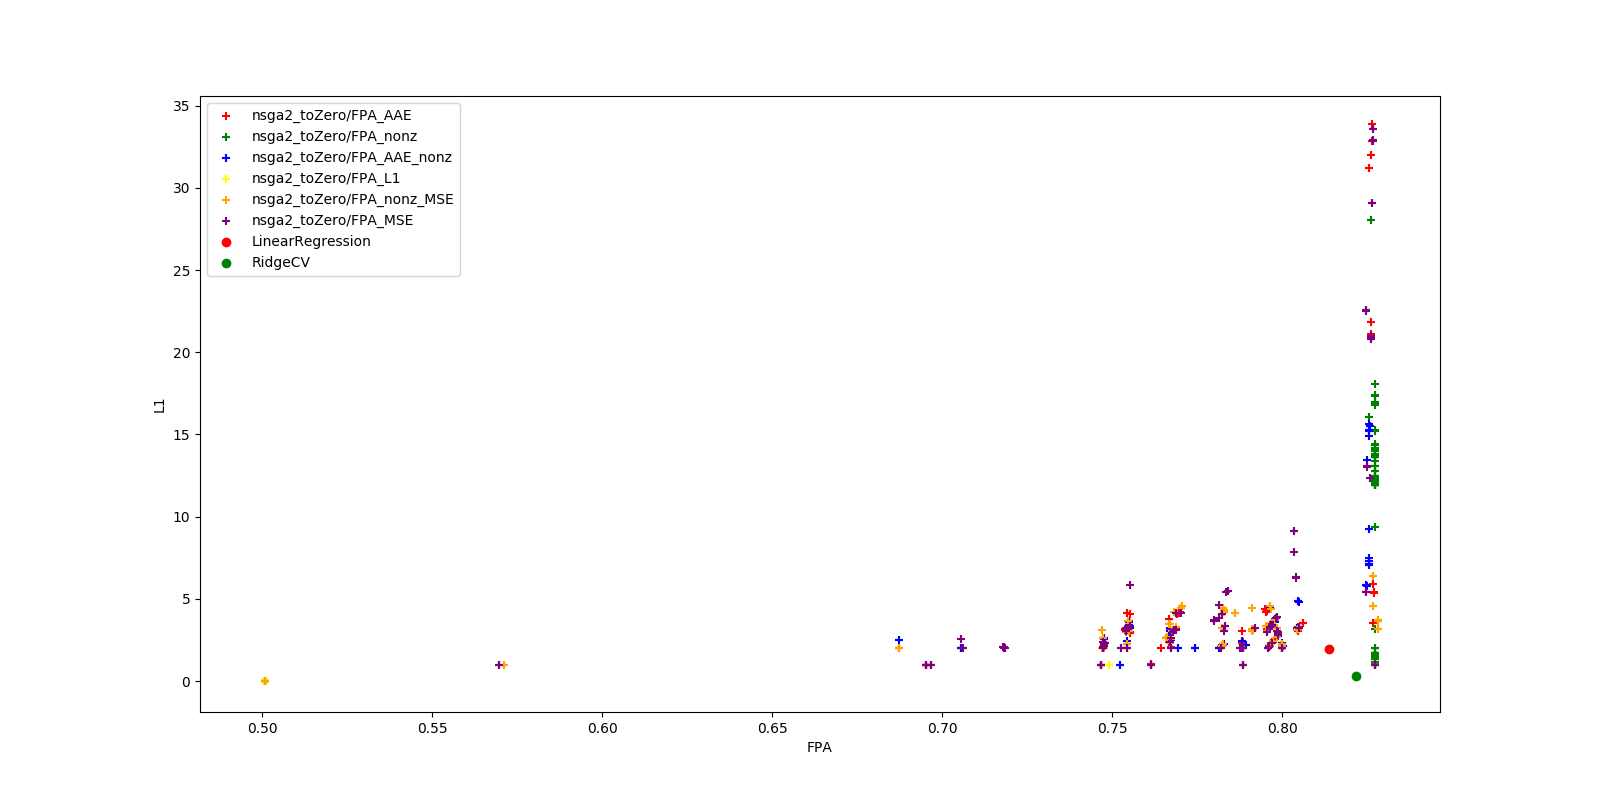 35
30
25
20
15
10
5
0
L1
nsga2_toZero/FPA_AAE
nsga2_toZero/FPA_nonz
nsga2_toZero/FPA_AAE_nonz
nsga2_toZero/FPA_L1
nsga2_toZero/FPA_nonz_MSE
nsga2_toZero/FPA_MSE
LinearRegression
RidgeCV
0.50 0.55 0.60 0.65 0.70 0.75 0.80
FPA